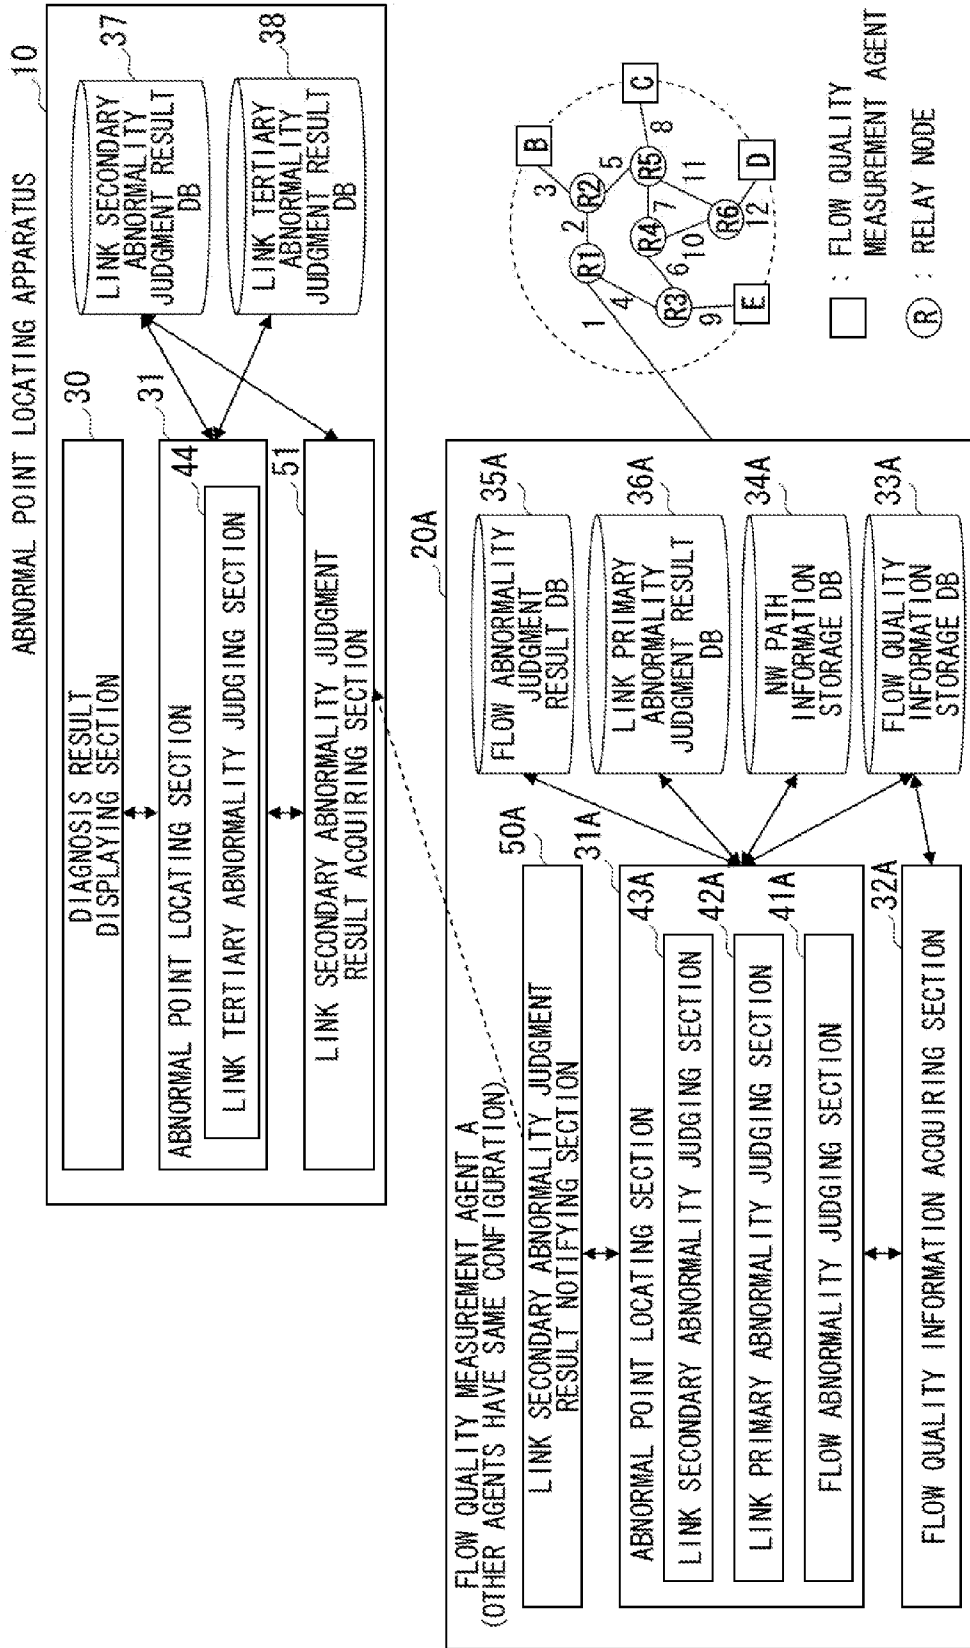 ABNORMAL POINT LOCATING APPARATUS
10
DIAGNOSIS RESULT
DISPLAYING SECTION
30
ABNORMAL POINT LOCATING SECTION
31
LINK TERTIARY ABNORMALITY JUDGING SECTION
44
LINK SECONDARY ABNORMALITY JUDGMENT
RESULT ACQUIRING SECTION
51
LINK SECONDARY
ABNORMALITY
JUDGMENT RESULT
DB
37
LINK TERTIARY
ABNORMALITY
JUDGMENT RESULT
DB
38
FLOW QUALITY MEASUREMENT AGENT A
(OTHER AGENTS HAVE SAME CONFIGURATION)
20A
LINK SECONDARY ABNORMALITY JUDGMENT
RESULT NOTIFYING SECTION
50A
ABNORMAL POINT LOCATING SECTION
31A
LINK SECONDARY ABNORMALITY JUDGING SECTION
43A
LINK PRIMARY ABNORMALITY JUDGING SECTION
42A
FLOW ABNORMALITY JUDGING SECTION
41A
FLOW QUALITY INFORMATION ACQUIRING SECTION
32A
FLOW ABNORMALITY
JUDGMENT
RESULT DB
35A
LINK PRIMARY
ABNORMALITY
JUDGMENT RESULT
DB
36A
NW PATH
INFORMATION
STORAGE DB
34A
FLOW QUALITY
INFORMATION
STORAGE DB
33A
B
C
D
E
R1
R2
R3
R4
R5
R6
1
2
3
4
5
6
7
8
9
10
11
12
: FLOW QUALITY
MEASUREMENT AGENT
R
: RELAY NODE